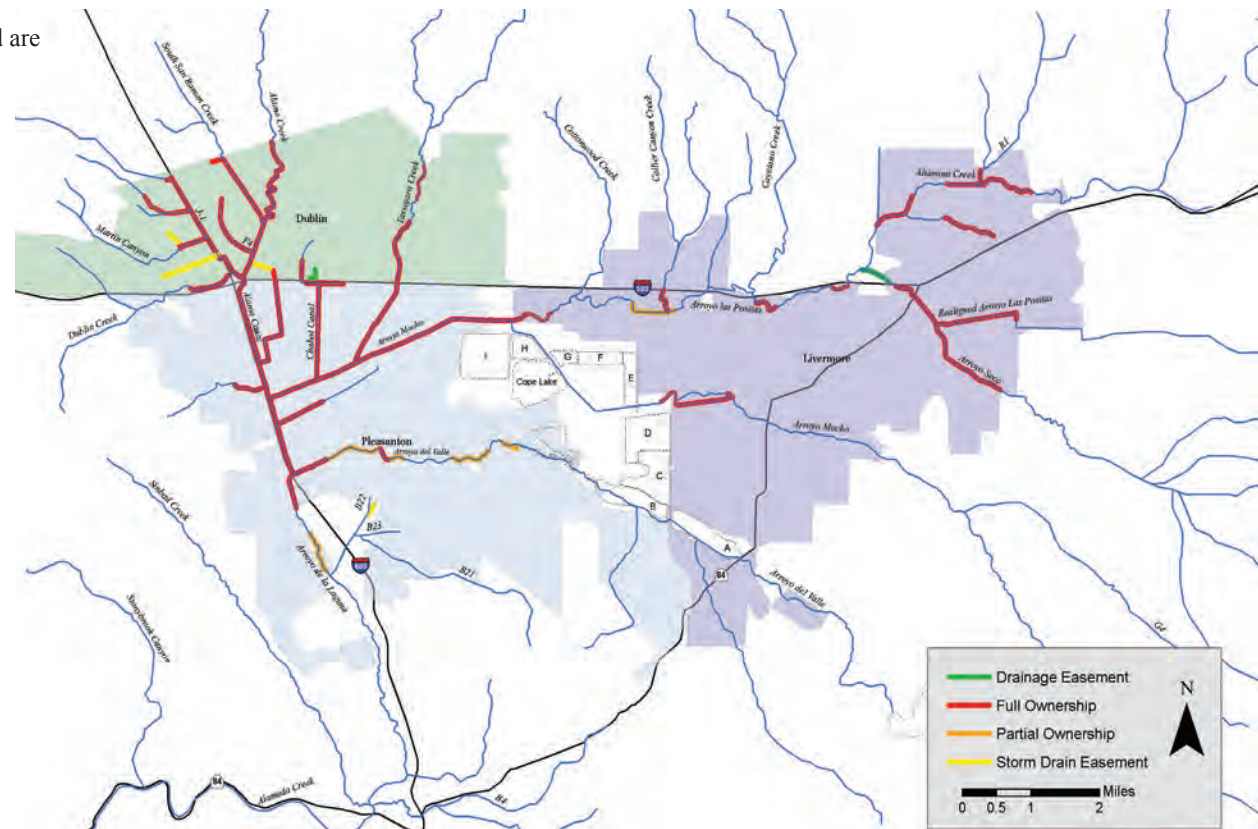 l are
South San Ramon Creek
Alamo Creek
Tassajara Creek
Cottonwood Creek
Collier Canyon Creek
Cayetano Creek
R1
Altamont Creek
Dublin
J-1
F4
Martin Canyon
Dublin Creek
Alamo Canal
Chabot Canal
Arroyo Mocho
580
Arroyo las Positas
Realigned Arroyo Las Positas
Livermore
Arroyo Seco
I
H
G
F
E
Cope Lake
D
C
B
A
Arroyo Mocho
Pleasanton
Arroyo del Valle
Sinbad Creek
B22
B23
B21
Arroyo de la Laguna
680
84
Arroyo del Valle
G4
Stonybrook Canyon
84
Alameda Creek
B4
Drainage Easement
Full Ownership
Partial Ownership
Storm Drain Easement
N
Miles
0 0.5 1 2